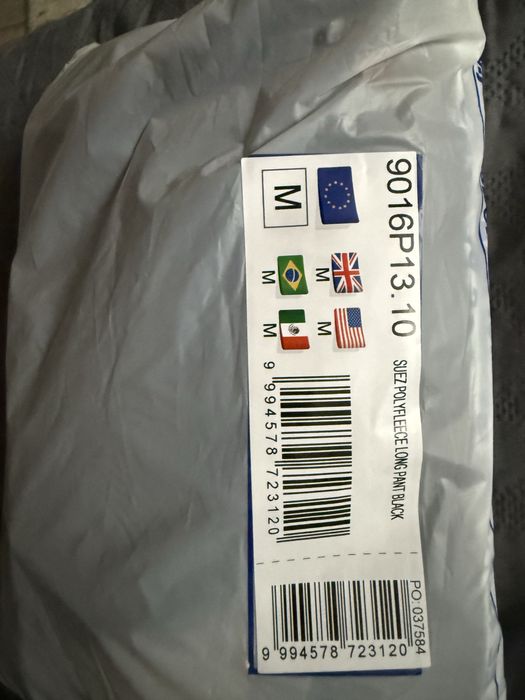 9016P13.10
SUEZ POLYFLEECE LONG PANT BLACK
M
M
M
M
M
9 994578 723120
PO. 037584
9 994578 723120